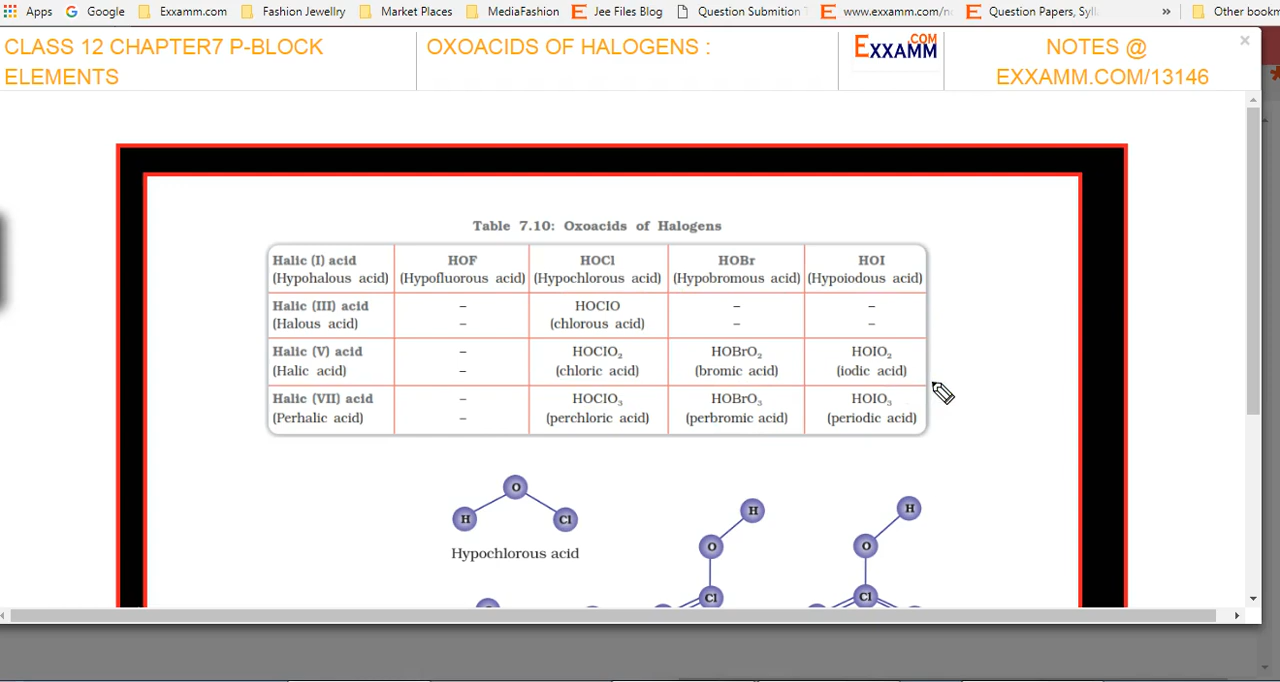 Apps Google Exxamm.com Fashion Jewellry Market Places MediaFashion Jee Files Blog Question Submition www.exxamm.com/n Question Papers, Syll » Other bookm
CLASS 12 CHAPTER7 P-BLOCK
ELEMENTS
OXOACIDS OF HALOGENS :
EXXAMM
.COM
NOTES @
EXXAMM.COM/13146
Table 7.10: Oxoacids of Halogens
Halic (I) acid HOF HOCl HOBr HOI
(Hypohalous acid) (Hypofluorous acid) (Hypochlorous acid) (Hypobromous acid) (Hypoiodous acid)
Halic (III) acid – HOCIO – –
(Halous acid) – (chlorous acid) – –
Halic (V) acid – HOCIO₂ HOBrO₂ HOIO₂
(Halic acid) – (chloric acid) (bromic acid) (iodic acid)
Halic (VII) acid – HOCIO₃ HOBrO₃ HOIO₃
(Perhalic acid) – (perchloric acid) (perbromic acid) (periodic acid)
O
H Cl
Hypochlorous acid
H
O
Cl
H
O
Cl